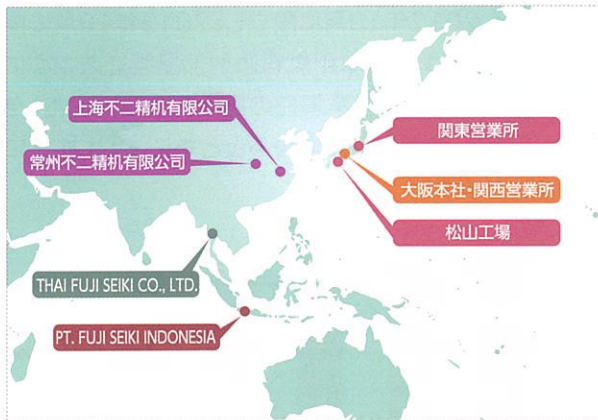 上海不二精机有限公司
関東営業所
常州不二精机有限公司
大阪本社・関西営業所
松山工場
THAI FUJI SEIKI CO., LTD.
PT. FUJI SEIKI INDONESIA